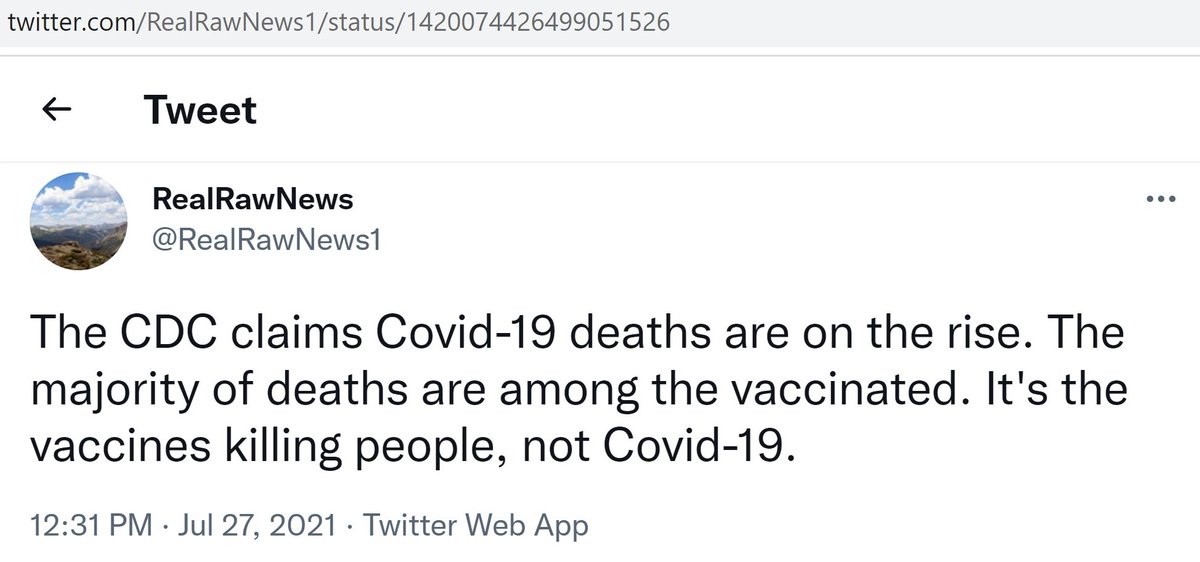 twitter.com/RealRawNews1/status/1420074426499051526
Tweet
RealRawNews
@RealRawNews1
The CDC claims Covid-19 deaths are on the rise. The
majority of deaths are among the vaccinated. It's the
vaccines killing people, not Covid-19.
12:31 PM · Jul 27, 2021 · Twitter Web App